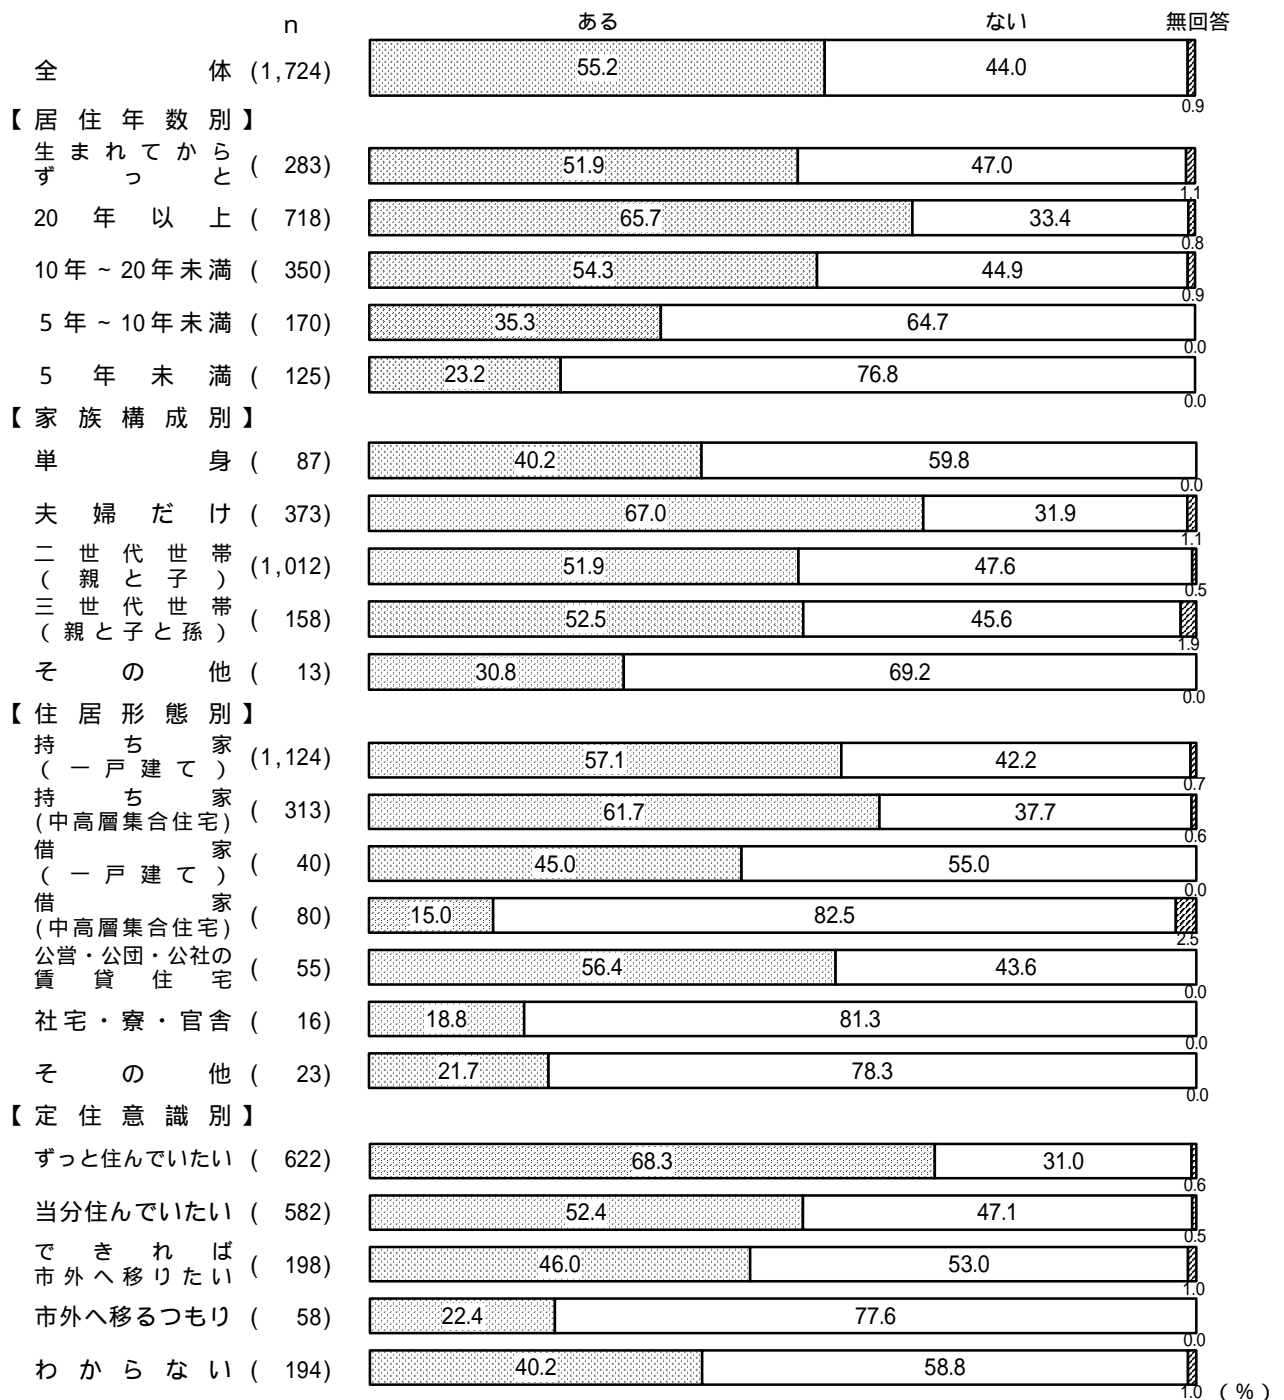 n ある ない 無回答
全体 (1,724) 55.2 44.0 0.9
【居住年数別】
生まれてから
ずっと ( 283) 51.9 47.0 1.1
20年以上 ( 718) 65.7 33.4 0.8
10年~20年未満 ( 350) 54.3 44.9 0.9
5年~10年未満 ( 170) 35.3 64.7 0.0
5年未満 ( 125) 23.2 76.8 0.0
【家族構成別】
単身 ( 87) 40.2 59.8 0.0
夫婦だけ ( 373) 67.0 31.9 1.1
二世代世帯
(親と子) (1,012) 51.9 47.6 0.5
三世代世帯
(親と子と孫) ( 158) 52.5 45.6 1.9
その他 ( 13) 30.8 69.2 0.0
【住居形態別】
持ち家
(一戸建て) (1,124) 57.1 42.2 0.7
持ち家
(中高層集合住宅) ( 313) 61.7 37.7 0.6
借家
(一戸建て) ( 40) 45.0 55.0 0.0
借家
(中高層集合住宅) ( 80) 15.0 82.5 2.5
公営・公団・公社の
賃貸住宅 ( 55) 56.4 43.6 0.0
社宅・寮・官舎 ( 16) 18.8 81.3 0.0
その他 ( 23) 21.7 78.3 0.0
【定住意識別】
ずっと住んでいたい ( 622) 68.3 31.0 0.6
当分住んでいたい ( 582) 52.4 47.1 0.5
できれば
市外へ移りたい ( 198) 46.0 53.0 1.0
市外へ移るつもり ( 58) 22.4 77.6 0.0
わからない ( 194) 40.2 58.8 1.0 (%)